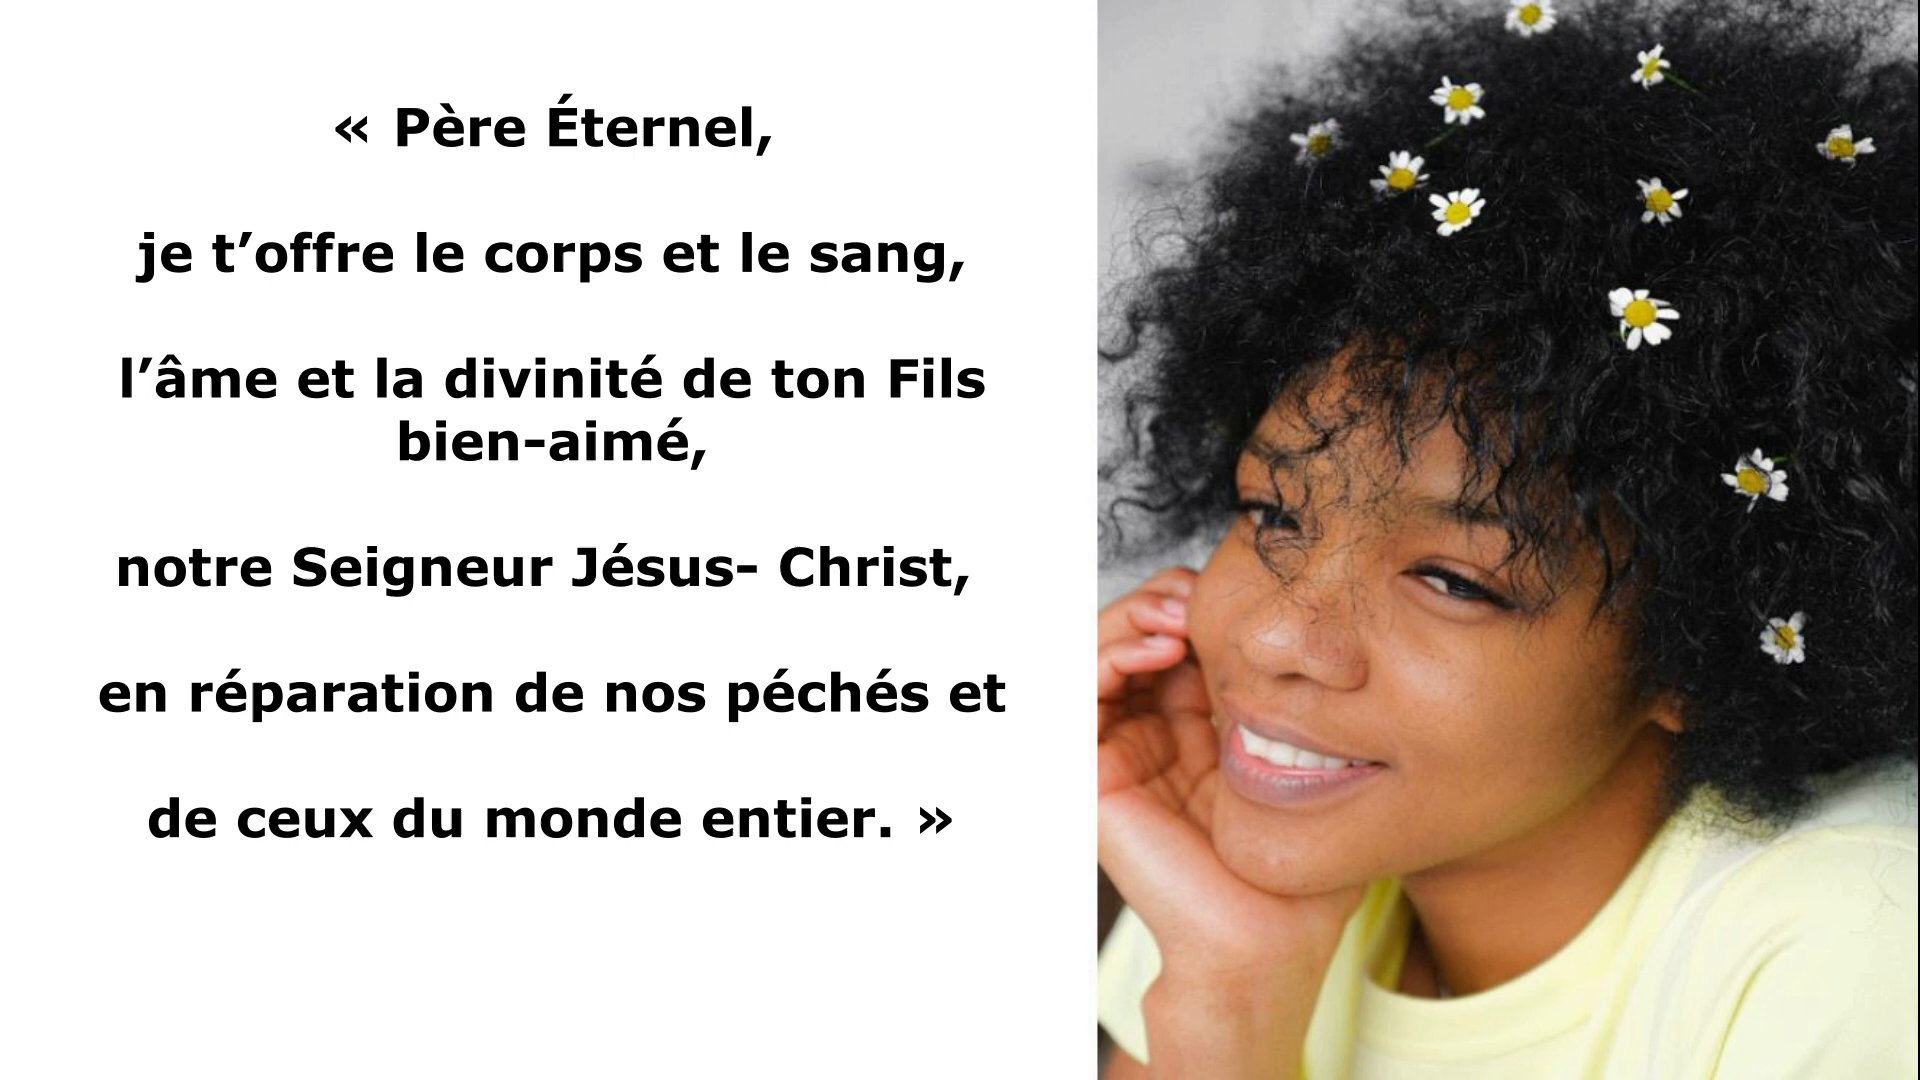 « Père Éternel,
je t’offre le corps et le sang,
l’âme et la divinité de ton Fils
bien-aimé,
notre Seigneur Jésus- Christ,
en réparation de nos péchés et
de ceux du monde entier. »